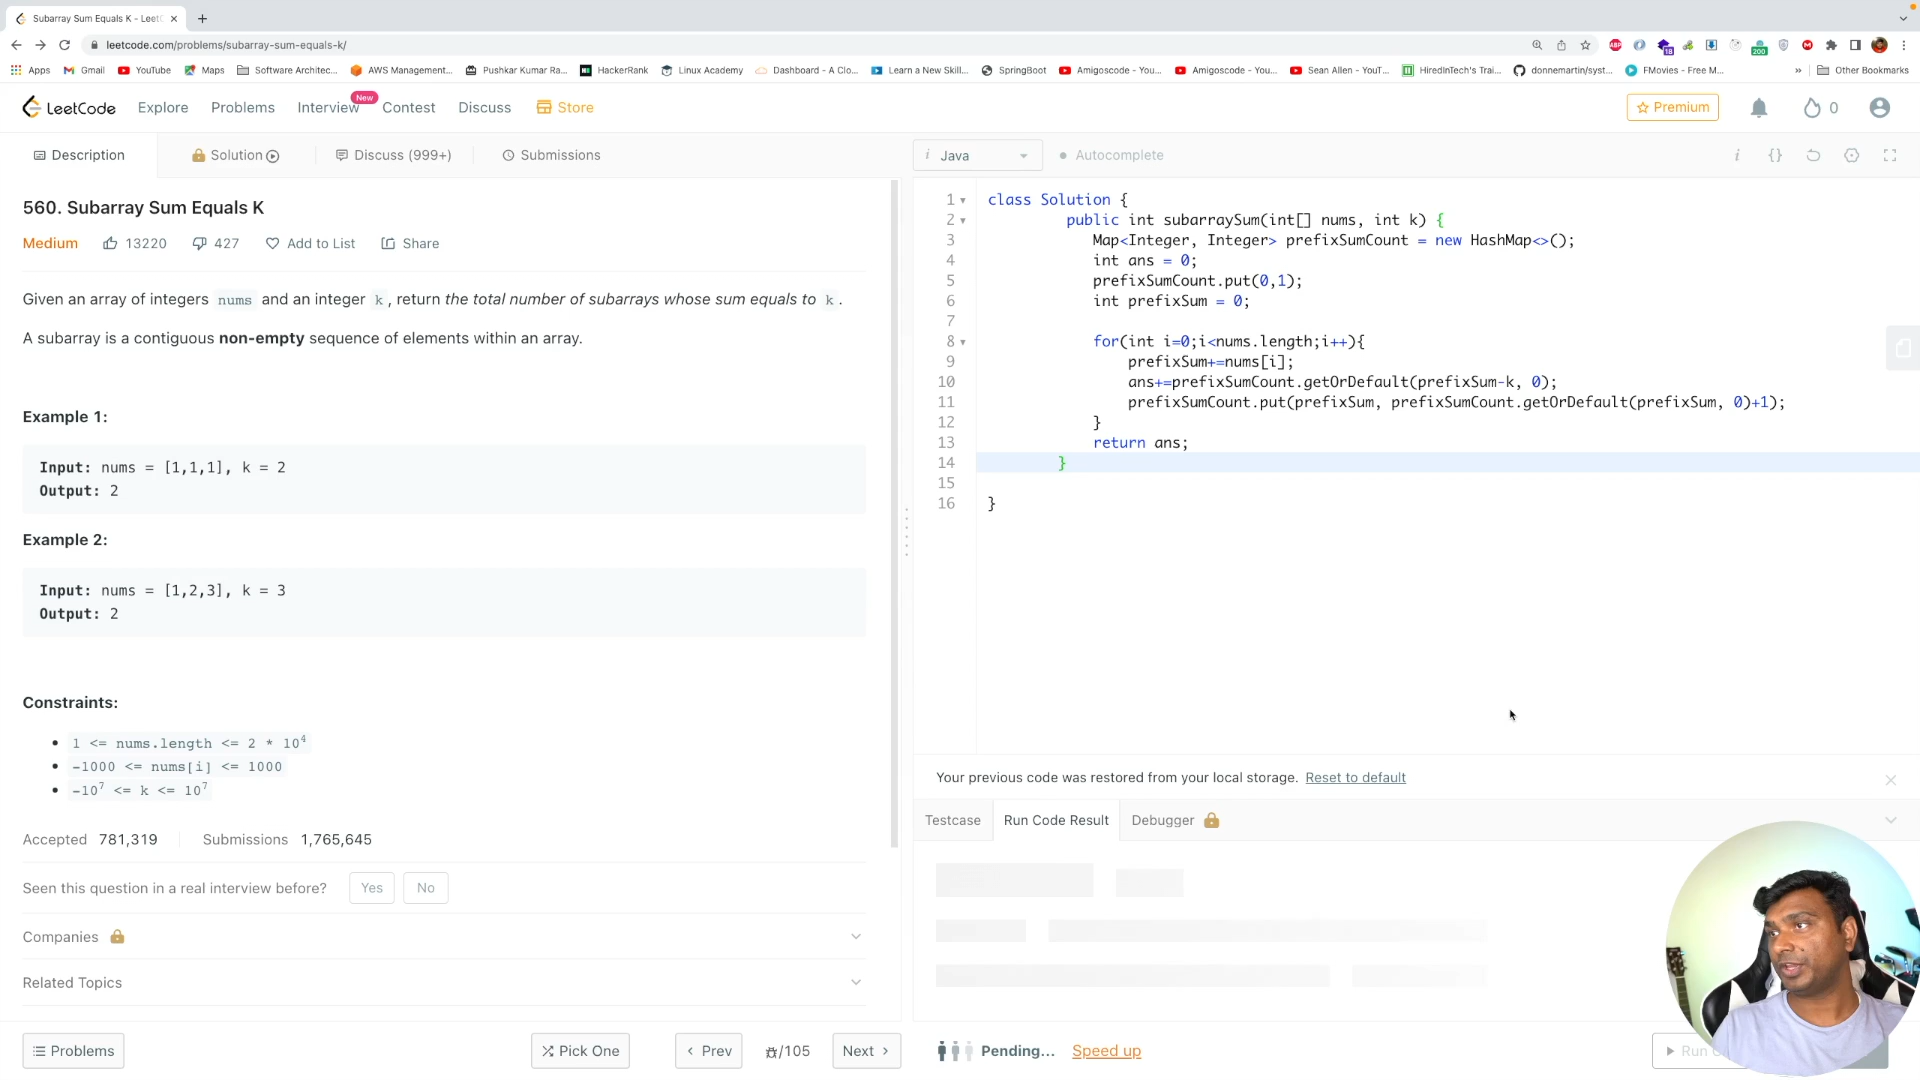 Subarray Sum Equals K - LeetC
leetcode.com/problems/subarray-sum-equals-k/
Apps Gmail YouTube Maps Software Architec... AWS Management... Pushkar Kumar Ra... HackerRank Linux Academy Dashboard - A Clo... Learn a New Skill... SpringBoot Amigoscode - You... Amigoscode - You... Sean Allen - YouT... HiredInTech's Trai... donnemartin/syst... FMovies - Free M... » Other Bookmarks
LeetCode Explore Problems Interview New Contest Discuss Store Premium 0
Description Solution Discuss (999+) Submissions
560. Subarray Sum Equals K
Medium 13220 427 Add to List Share
Given an array of integers nums and an integer k, return the total number of subarrays whose sum equals to k.
A subarray is a contiguous non-empty sequence of elements within an array.
Example 1:
Input: nums = [1,1,1], k = 2
Output: 2
Example 2:
Input: nums = [1,2,3], k = 3
Output: 2
Constraints:
1 <= nums.length <= 2 * 10^4
-1000 <= nums[i] <= 1000
-10^7 <= k <= 10^7
Accepted 781,319 Submissions 1,765,645
Seen this question in a real interview before? Yes No
Companies
Related Topics
Problems Pick One Prev /105 Next
i Java Autocomplete i {}
1 class Solution {
2 public int subarraySum(int[] nums, int k) {
3 Map<Integer, Integer> prefixSumCount = new HashMap<>();
4 int ans = 0;
5 prefixSumCount.put(0,1);
6 int prefixSum = 0;
7
8 for(int i=0;i<nums.length;i++){
9 prefixSum+=nums[i];
10 ans+=prefixSumCount.getOrDefault(prefixSum-k, 0);
11 prefixSumCount.put(prefixSum, prefixSumCount.getOrDefault(prefixSum, 0)+1);
12 }
13 return ans;
14 }
15
16 }
Your previous code was restored from your local storage. Reset to default
Testcase Run Code Result Debugger
Pending... Speed up
Run